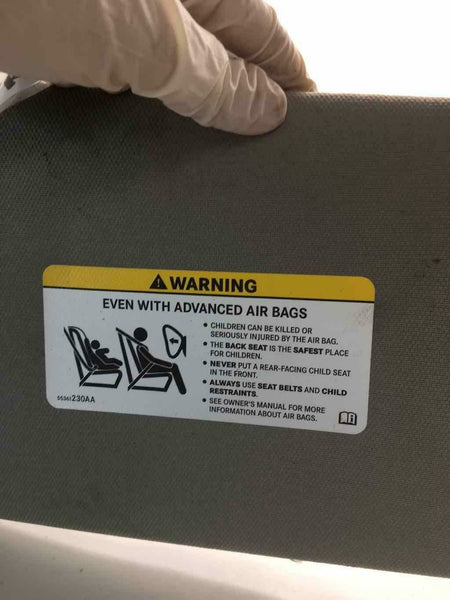 WARNING
EVEN WITH ADVANCED AIR BAGS
• CHILDREN CAN BE KILLED OR
SERIOUSLY INJURED BY THE AIR BAG.
• THE BACK SEAT IS THE SAFEST PLACE
FOR CHILDREN.
• NEVER PUT A REAR-FACING CHILD SEAT
IN THE FRONT.
• ALWAYS USE SEAT BELTS AND CHILD
RESTRAINTS.
• SEE OWNER'S MANUAL FOR MORE
INFORMATION ABOUT AIR BAGS.
55361230AA